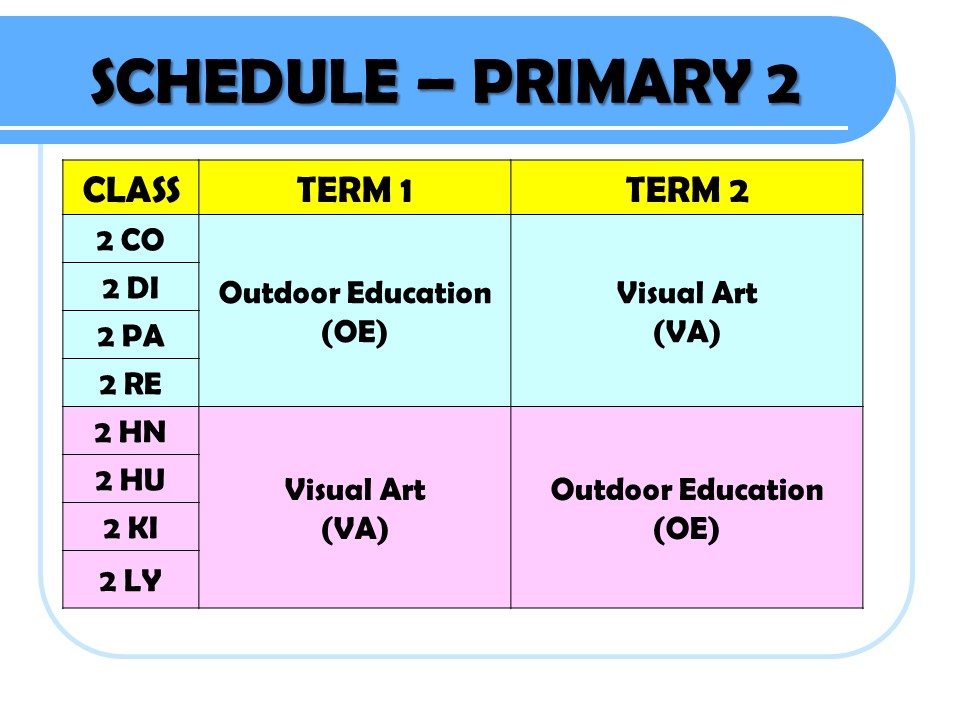 SCHEDULE – PRIMARY 2
CLASS TERM 1 TERM 2
2 CO
2 DI
2 PA
2 RE
Outdoor Education
(OE)
Visual Art
(VA)
2 HN
2 HU
2 KI
2 LY
Visual Art
(VA)
Outdoor Education
(OE)